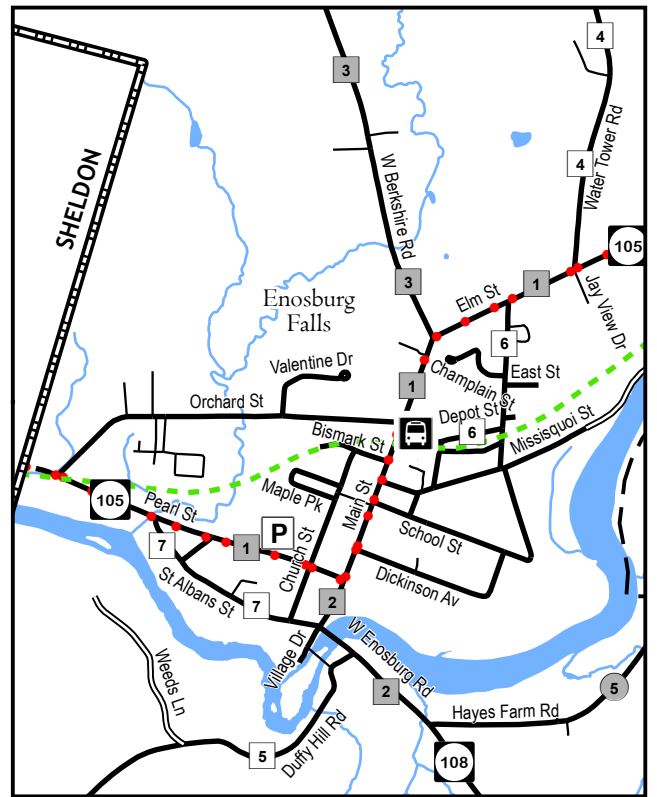 4
3
SHELDON
W Berkshire Rd
4
Water Tower Rd
105
3
1
Elm St
Jay View Dr
Enosburg
Falls
6
Valentine Dr
1
Champlain St
East St
Orchard St
Depot St
6
Bismark St
Missisquoi St
105
Maple Pk
Main St
Pearl St
P
School St
7
1
Church St
St Albans St
7
2
Dickinson Av
Village Dr
W Enosburg Rd
Weeds Ln
2
5
Hayes Farm Rd
5
Duffy Hill Rd
108